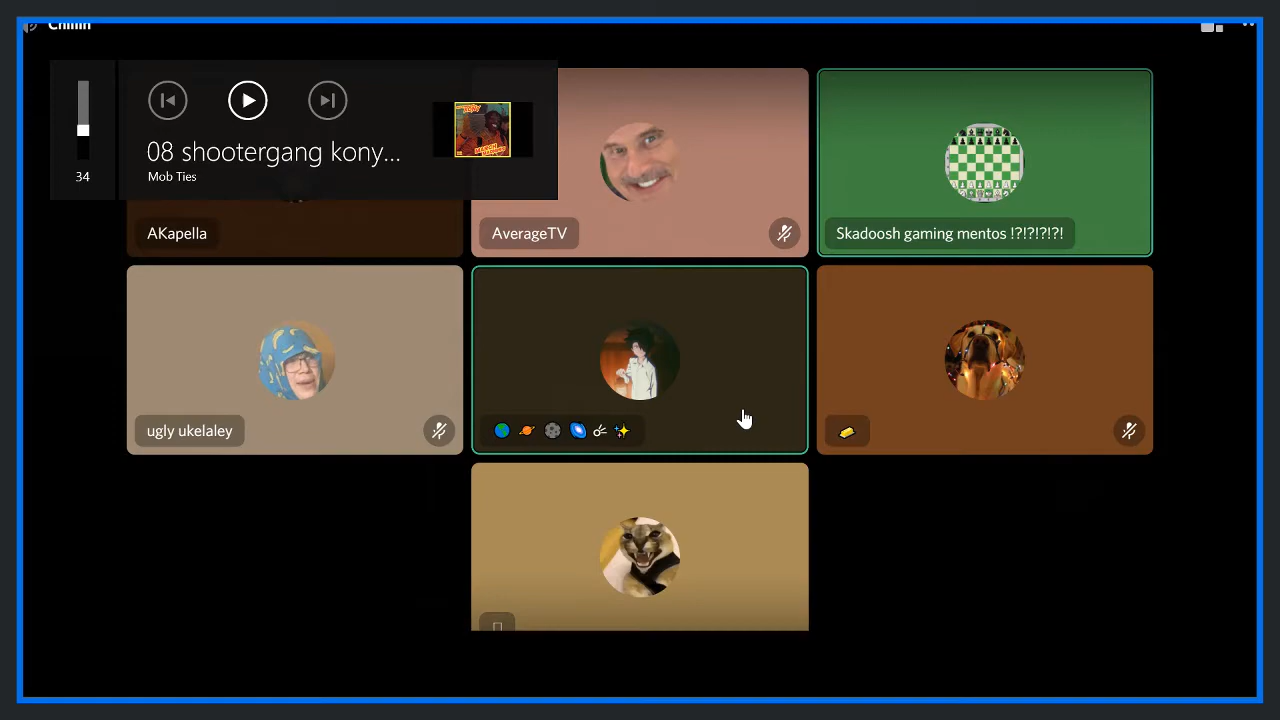 Chillin
34
08 shootergang kony...
Mob Ties
AKapella
AverageTV
Skadoosh gaming mentos !?!?!?!?!
ugly ukelaley